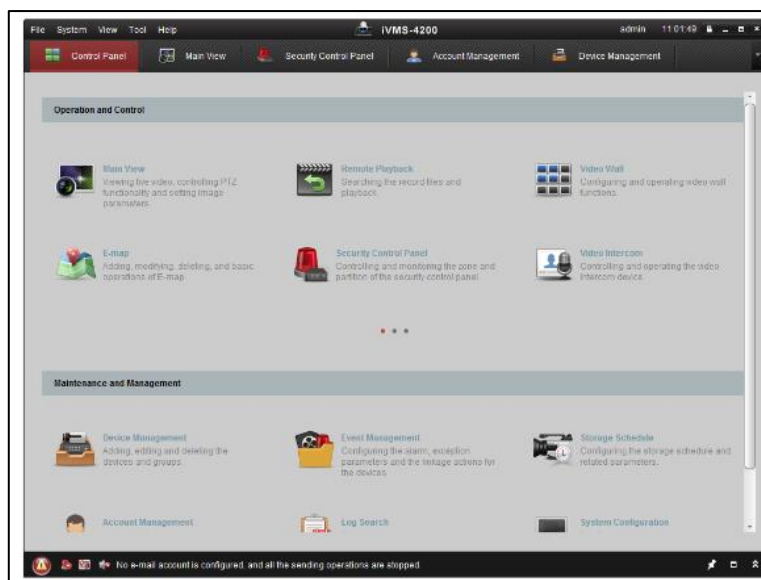 File System View Tool Help iVMS-4200 admin 11:01:49
Control Panel Main View Security Control Panel Account Management Device Management
Operation and Control
Main View Remote Playback Video Wall
Viewing live video, controlling PTZ Searching the record files and Configuring and operating video wall
functionality and setting image playback. functions.
parameters.
E-map Security Control Panel Video Intercom
Adding, modifying, deleting, and basic Controlling and monitoring the zone and Controlling and operating the video
operations of E-map. partition of the security control panel. intercom device.
Maintenance and Management
Device Management Event Management Storage Schedule
Adding, editing and deleting the Configuring the alarm, exception Configuring the storage schedule and
devices and groups. parameters and the linkage actions for related parameters.
the devices.
Account Management Log Search System Configuration
No e-mail account is configured, and all the sending operations are stopped.